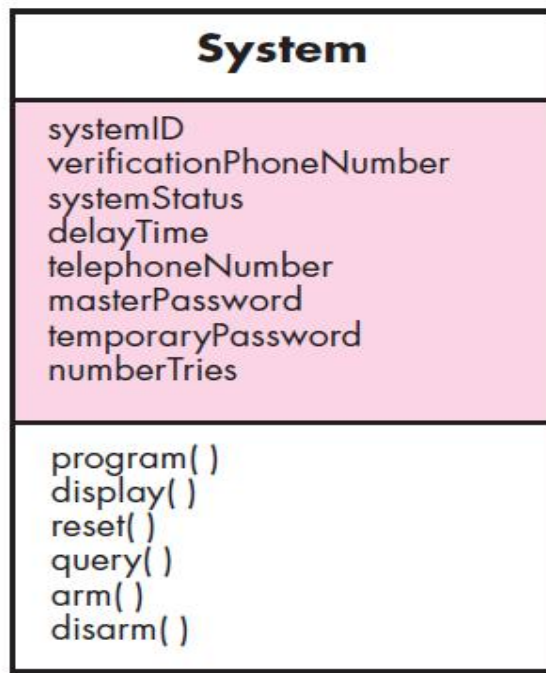 System
systemID
verificationPhoneNumber
systemStatus
delayTime
telephoneNumber
masterPassword
temporaryPassword
numberTries
program( )
display( )
reset( )
query( )
arm( )
disarm( )